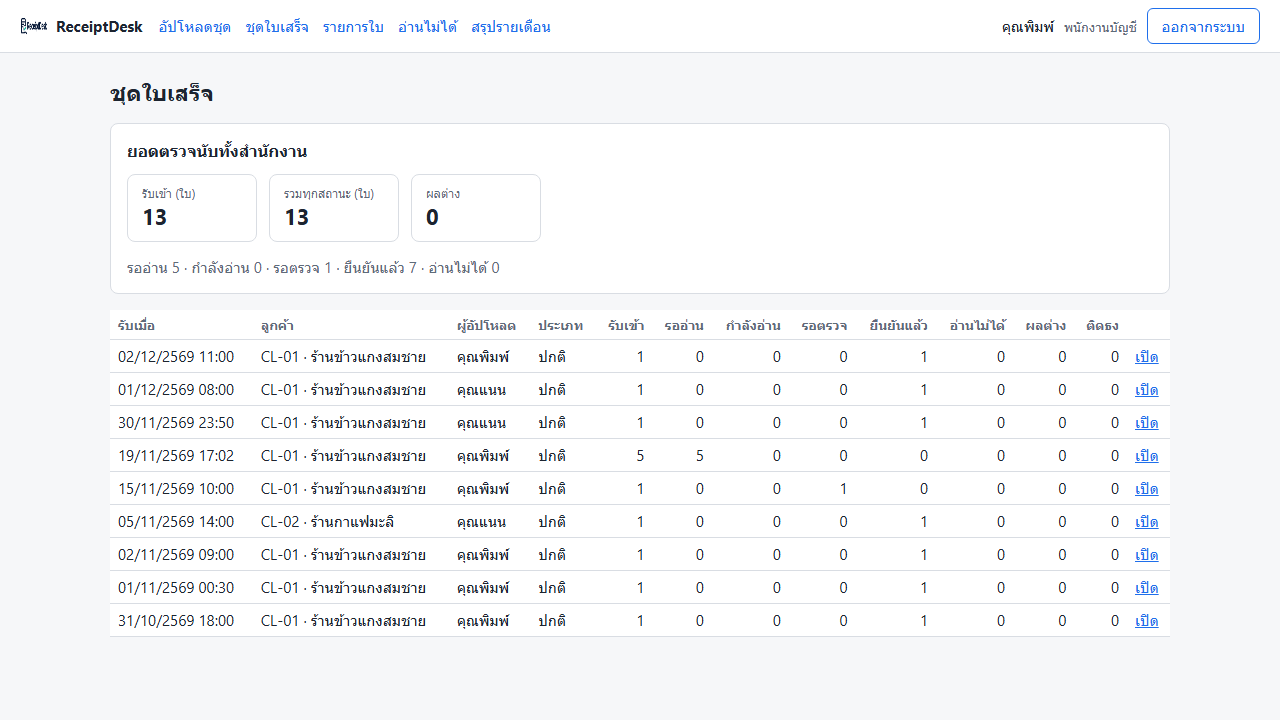 ReceiptDesk อัปโหลดชุด ชุดใบเสร็จ รายการใบ อ่านไม่ได้ สรุปรายเดือน คุณพิมพ์ พนักงานบัญชี ออกจากระบบ
ชุดใบเสร็จ
ยอดตรวจนับทั้งสำนักงาน
รับเข้า (ใบ) รวมทุกสถานะ (ใบ) ผลต่าง
13 13 0
รออ่าน 5 · กำลังอ่าน 0 · รอตรวจ 1 · ยืนยันแล้ว 7 · อ่านไม่ได้ 0
รับเมื่อ ลูกค้า ผู้อัปโหลด ประเภท รับเข้า รออ่าน กำลังอ่าน รอตรวจ ยืนยันแล้ว อ่านไม่ได้ ผลต่าง ติดธง
02/12/2569 11:00 CL-01 · ร้านข้าวแกงสมชาย คุณพิมพ์ ปกติ 1 0 0 0 1 0 0 0 เปิด
01/12/2569 08:00 CL-01 · ร้านข้าวแกงสมชาย คุณแนน ปกติ 1 0 0 0 1 0 0 0 เปิด
30/11/2569 23:50 CL-01 · ร้านข้าวแกงสมชาย คุณแนน ปกติ 1 0 0 0 1 0 0 0 เปิด
19/11/2569 17:02 CL-01 · ร้านข้าวแกงสมชาย คุณพิมพ์ ปกติ 5 5 0 0 0 0 0 0 เปิด
15/11/2569 10:00 CL-01 · ร้านข้าวแกงสมชาย คุณพิมพ์ ปกติ 1 0 0 1 0 0 0 0 เปิด
05/11/2569 14:00 CL-02 · ร้านกาแฟมะลิ คุณแนน ปกติ 1 0 0 0 1 0 0 0 เปิด
02/11/2569 09:00 CL-01 · ร้านข้าวแกงสมชาย คุณพิมพ์ ปกติ 1 0 0 0 1 0 0 0 เปิด
01/11/2569 00:30 CL-01 · ร้านข้าวแกงสมชาย คุณพิมพ์ ปกติ 1 0 0 0 1 0 0 0 เปิด
31/10/2569 18:00 CL-01 · ร้านข้าวแกงสมชาย คุณพิมพ์ ปกติ 1 0 0 0 1 0 0 0 เปิด